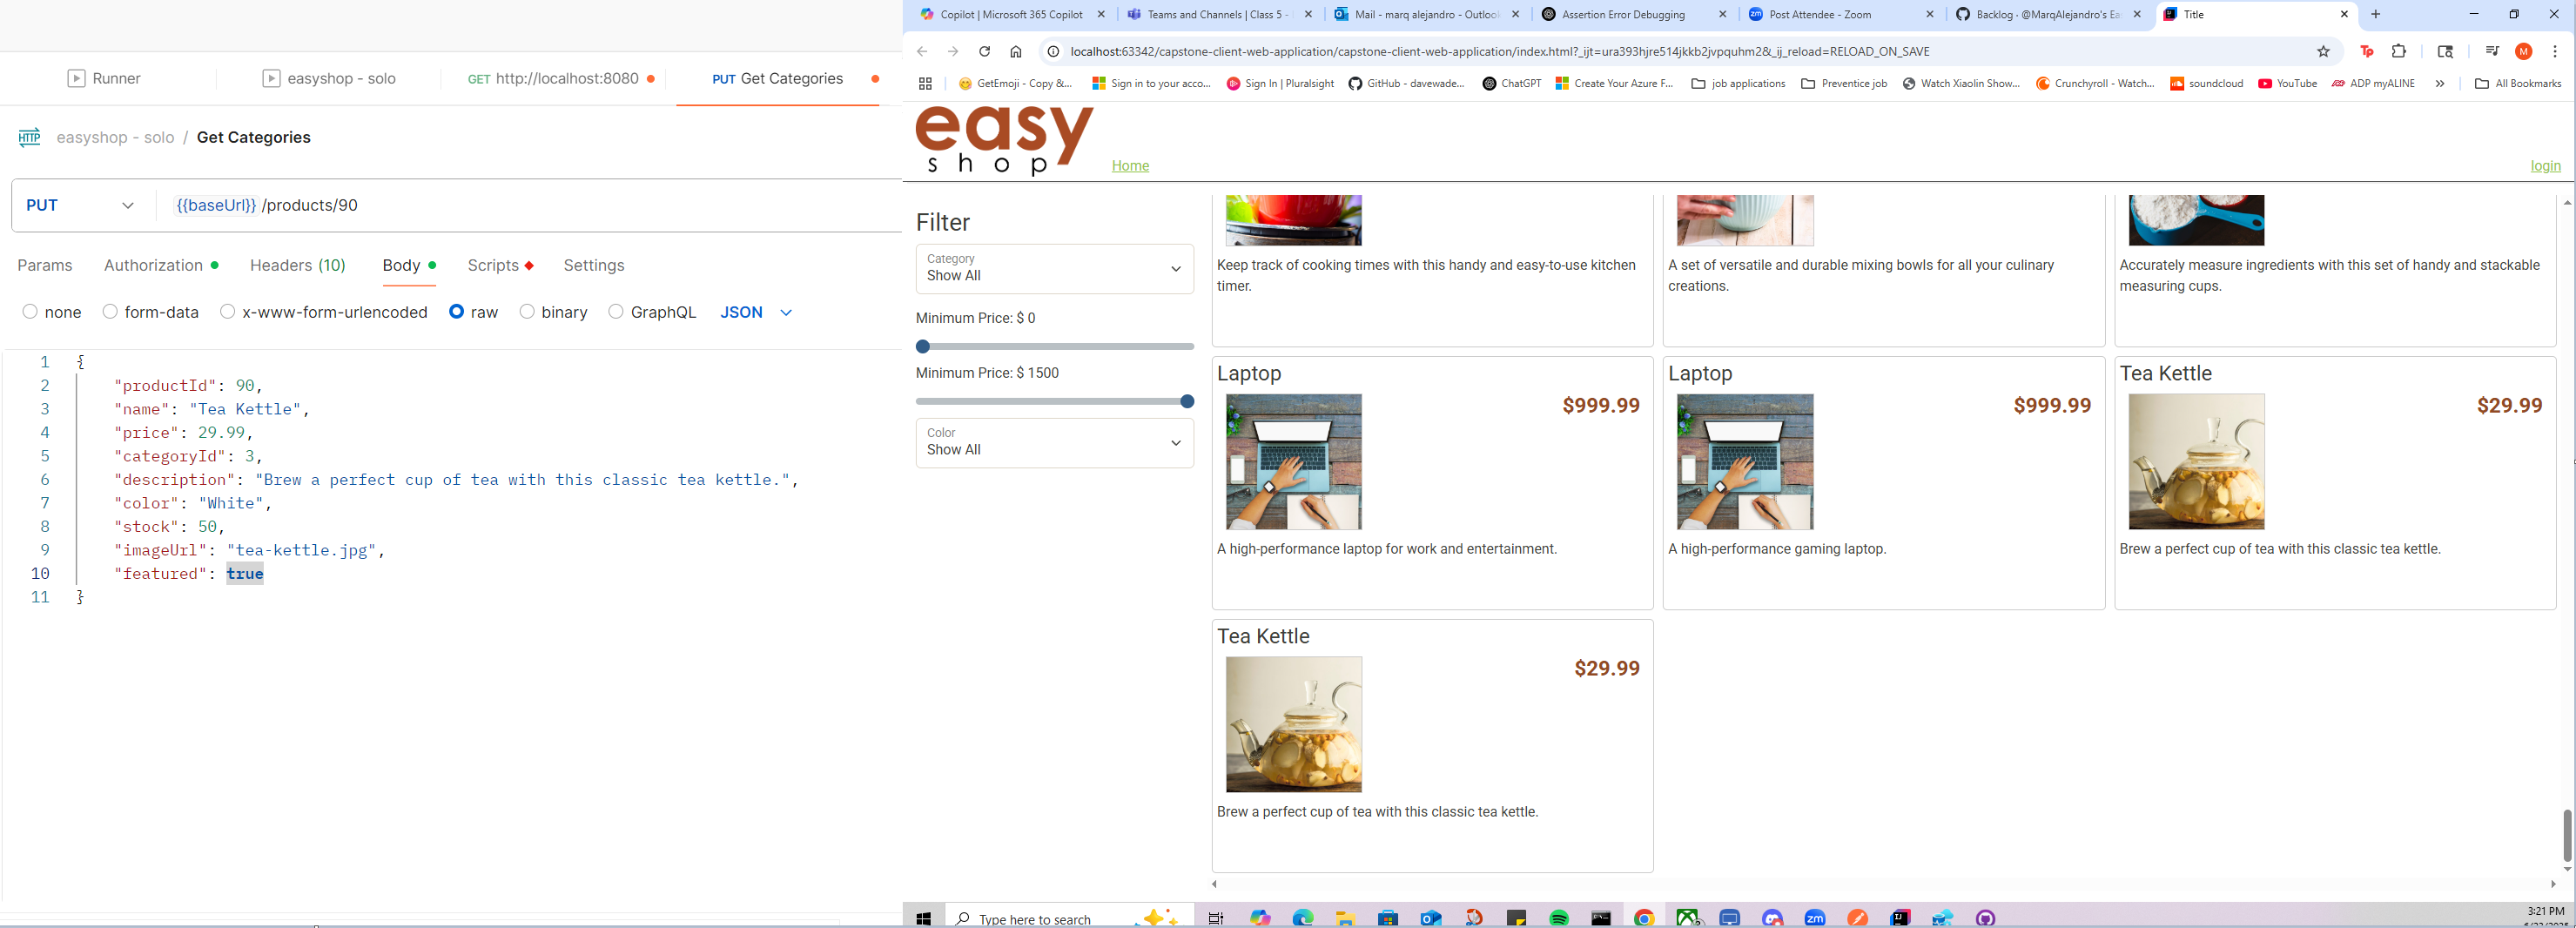 Runner
easyshop - solo
GET http://localhost:8080
PUT Get Categories
HTTP easyshop - solo / Get Categories
PUT
{{baseUrl}} /products/90
Params Authorization Headers (10) Body Scripts Settings
none form-data x-www-form-urlencoded raw binary GraphQL JSON
1 {
2 "productId": 90,
3 "name": "Tea Kettle",
4 "price": 29.99,
5 "categoryId": 3,
6 "description": "Brew a perfect cup of tea with this classic tea kettle.",
7 "color": "White",
8 "stock": 50,
9 "imageUrl": "tea-kettle.jpg",
10 "featured": true
11 }
Copilot | Microsoft 365 Copilot
Teams and Channels | Class 5 -
Mail - marq alejandro - Outlook
Assertion Error Debugging
Post Attendee - Zoom
Backlog · @MarqAlejandro's Ea
Title
localhost:63342/capstone-client-web-application/capstone-client-web-application/index.html?_ijt=ura393hjre514jkkb2jvpquhm2&_ij_reload=RELOAD_ON_SAVE
GetEmoji - Copy &...
Sign in to your acco...
Sign In | Pluralsight
GitHub - davewade...
ChatGPT
Create Your Azure F...
job applications
Preventice job
Watch Xiaolin Show...
Crunchyroll - Watch...
soundcloud
YouTube
ADP myALINE
All Bookmarks
easy
shop
Home
login
Filter
Category
Show All
Minimum Price: $ 0
Minimum Price: $ 1500
Color
Show All
Keep track of cooking times with this handy and easy-to-use kitchen
timer.
A set of versatile and durable mixing bowls for all your culinary
creations.
Accurately measure ingredients with this set of handy and stackable
measuring cups.
Laptop
$999.99
A high-performance laptop for work and entertainment.
Laptop
$999.99
A high-performance gaming laptop.
Tea Kettle
$29.99
Brew a perfect cup of tea with this classic tea kettle.
Tea Kettle
$29.99
Brew a perfect cup of tea with this classic tea kettle.
Type here to search
3:21 PM